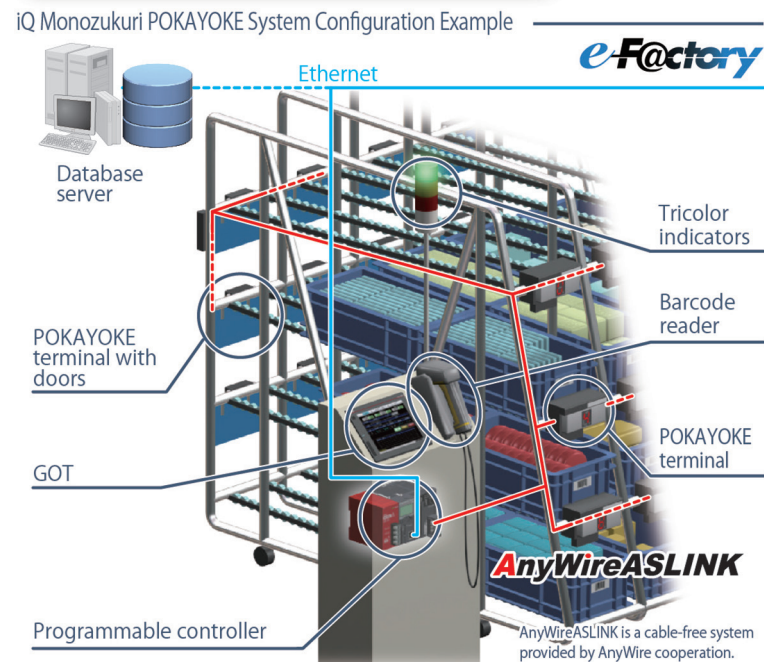 iQ Monozukuri POKAYOKE System Configuration Example
e-F@ctory
Ethernet
Database
server
Tricolor
indicators
Barcode
reader
POKAYOKE
terminal with
doors
POKAYOKE
terminal
GOT
AnyWireASLINK
Programmable controller
AnyWireASLINK is a cable-free system
provided by AnyWire cooperation.